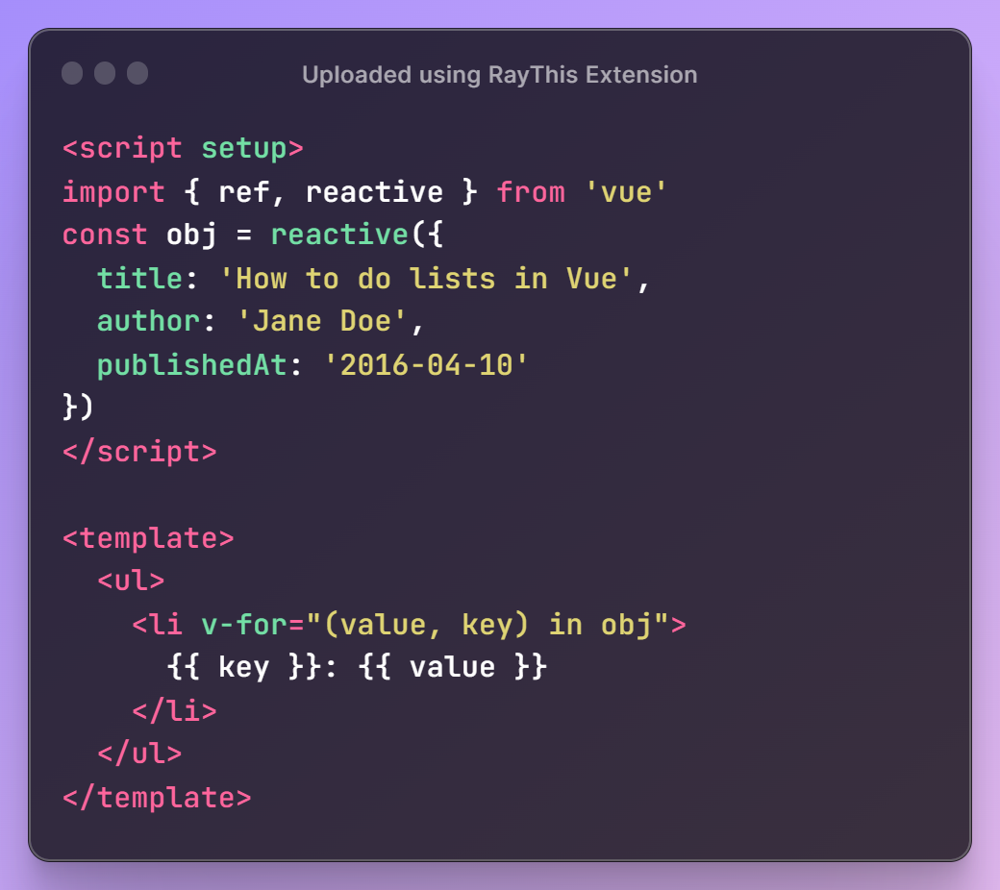 Uploaded using RayThis Extension
<script setup>
import { ref, reactive } from 'vue'
const obj = reactive({
  title: 'How to do lists in Vue',
  author: 'Jane Doe',
  publishedAt: '2016-04-10'
})
</script>

<template>
  <ul>
    <li v-for="(value, key) in obj">
      {{ key }}: {{ value }}
    </li>
  </ul>
</template>